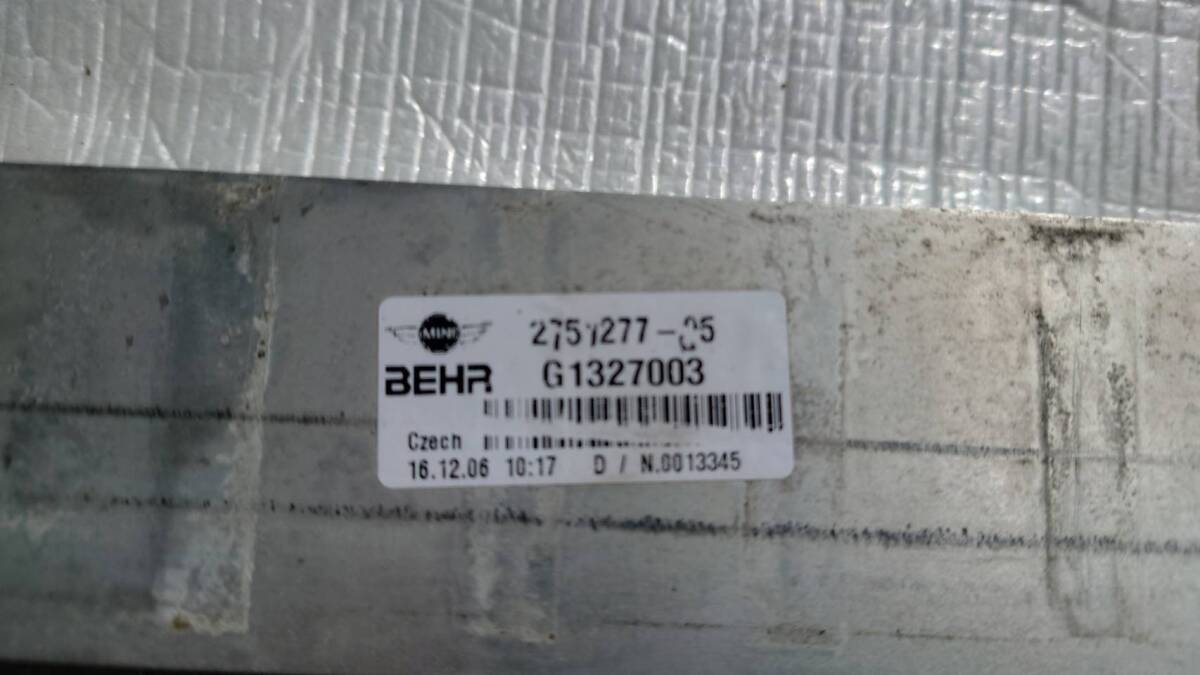 MINI
2751277-05
BEHR
G1327003
Czech
16.12.06 10:17 D / N.0013345